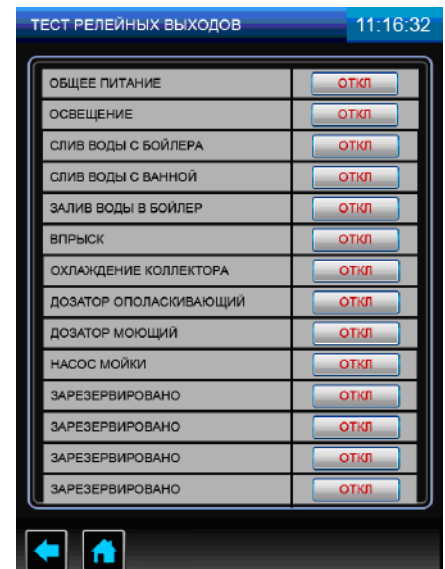 ТЕСТ РЕЛЕЙНЫХ ВЫХОДОВ 11:16:32
ОБЩЕЕ ПИТАНИЕ ОТКЛ
ОСВЕЩЕНИЕ ОТКЛ
СЛИВ ВОДЫ С БОЙЛЕРА ОТКЛ
СЛИВ ВОДЫ С ВАННОЙ ОТКЛ
ЗАЛИВ ВОДЫ В БОЙЛЕР ОТКЛ
ВПРЫСК ОТКЛ
ОХЛАЖДЕНИЕ КОЛЛЕКТОРА ОТКЛ
ДОЗАТОР ОПОЛАСКИВАЮЩИЙ ОТКЛ
ДОЗАТОР МОЮЩИЙ ОТКЛ
НАСОС МОЙКИ ОТКЛ
ЗАРЕЗЕРВИРОВАНО ОТКЛ
ЗАРЕЗЕРВИРОВАНО ОТКЛ
ЗАРЕЗЕРВИРОВАНО ОТКЛ
ЗАРЕЗЕРВИРОВАНО ОТКЛ